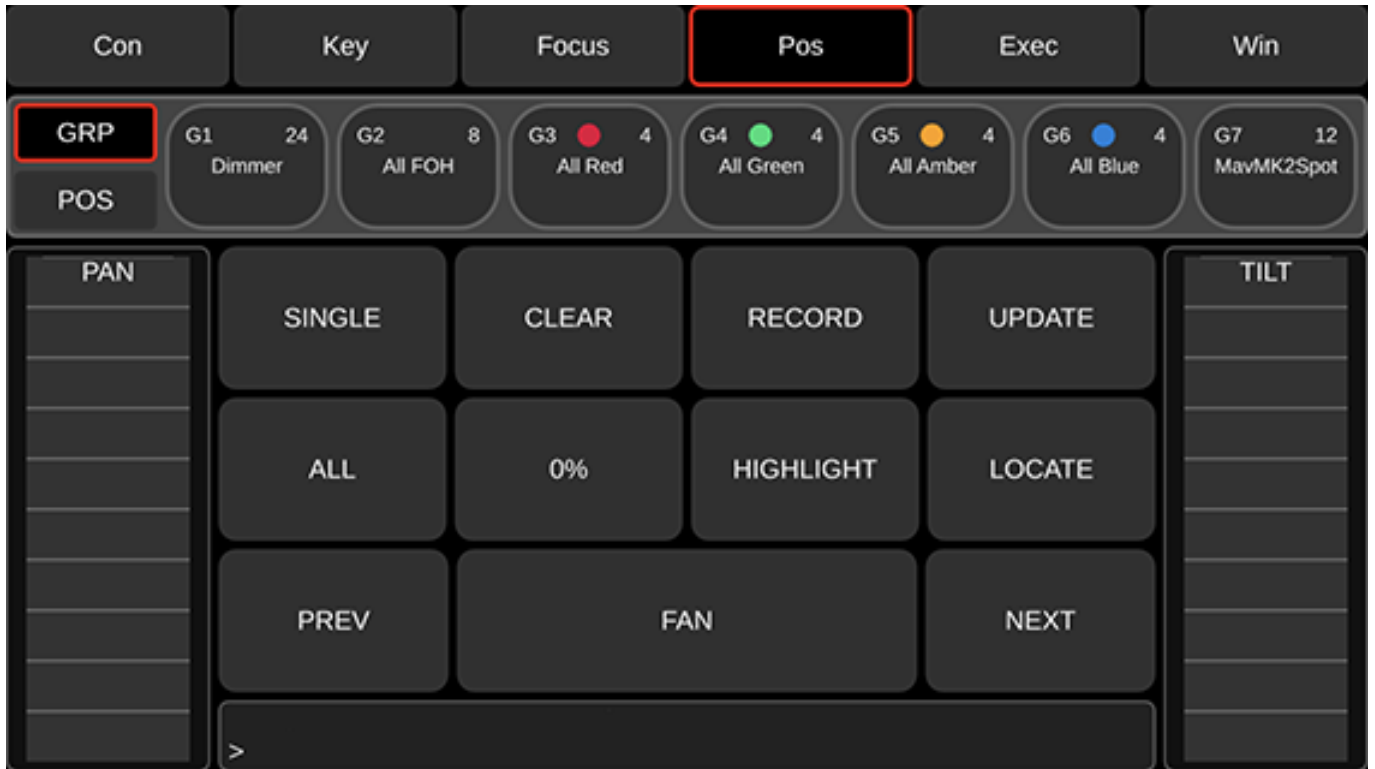 Con Key Focus Pos Exec Win
GRP
POS
G1 24
Dimmer
G2 8
All FOH
G3 4
All Red
G4 4
All Green
G5 4
All Amber
G6 4
All Blue
G7 12
MavMK2Spot
PAN
SINGLE CLEAR RECORD UPDATE
ALL 0% HIGHLIGHT LOCATE
PREV FAN NEXT
>
TILT